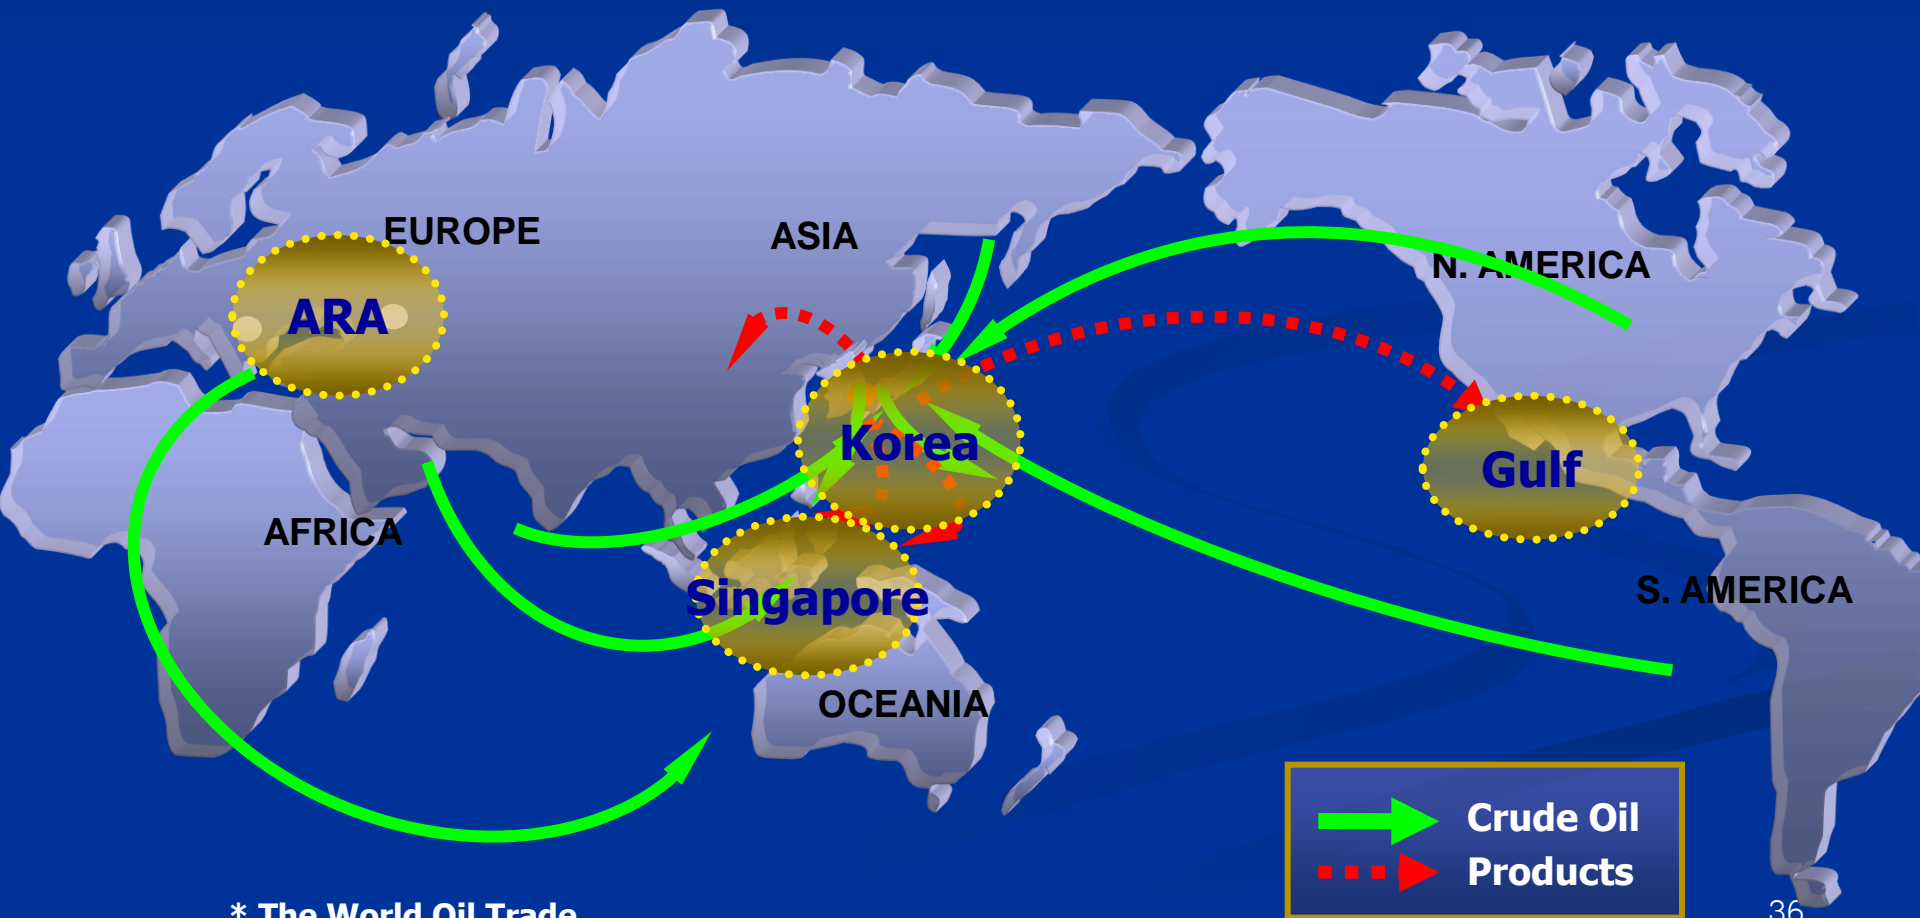 EUROPE
ASIA
N. AMERICA
ARA
Korea
Gulf
AFRICA
Singapore
S. AMERICA
OCEANIA
Crude Oil
Products
* The World Oil Trade
36